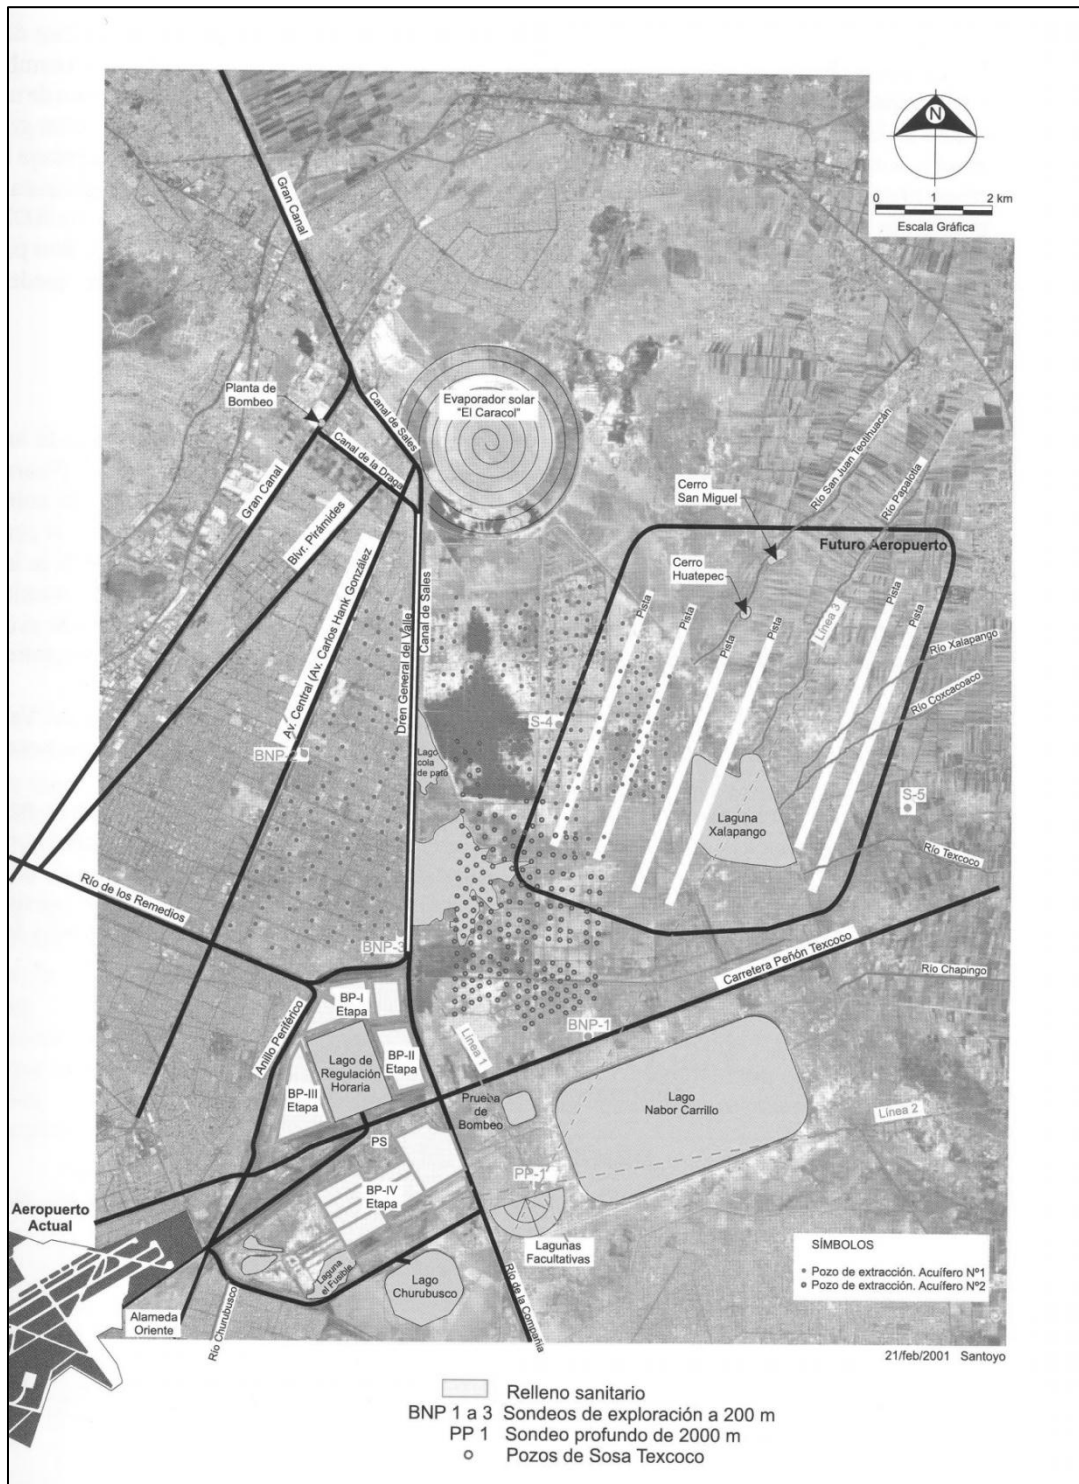 N
0 1 2 km
Escala Gráfica
Gran Canal
Planta de
Bombeo
Canal de Sales
Evaporador solar
"El Caracol"
Canal de la Draga
Gran Canal
Blvr. Pirámides
Av. Central (Av. Carlos Hank González)
Dren General del Valle
Canal de Sales
Cerro
San Miguel
Río San Juan Teotihuacán
Río Papalotla
Futuro Aeropuerto
Cerro
Huatepec
Pista
Pista
Pista
Pista
Pista
Pista
Línea 3
Río Xalapango
Río Coxcacoaco
S-4
BNP-2
Lago
cola
de pato
Laguna
Xalapango
S-5
Río Texcoco
Río de los Remedios
BNP-3
Carretera Peñón Texcoco
Río Chapingo
BP-I
Etapa
Anillo Periférico
Lago de
Regulación
Horaria
BP-II
Etapa
BP-III
Etapa
Línea 1
BNP-1
Prueba
de
Bombeo
Lago
Nabor Carrillo
Línea 2
PS
BP-IV
Etapa
PP-1
Aeropuerto
Actual
Lagunas
Facultativas
Laguna
el Fusible
Lago
Churubusco
Alameda
Oriente
Río Churubusco
Río de la Compañía
SÍMBOLOS
Pozo de extracción. Acuífero Nº1
Pozo de extracción. Acuífero Nº2
21/feb/2001 Santoyo
Relleno sanitario
BNP 1 a 3 Sondeos de exploración a 200 m
PP 1 Sondeo profundo de 2000 m
Pozos de Sosa Texcoco